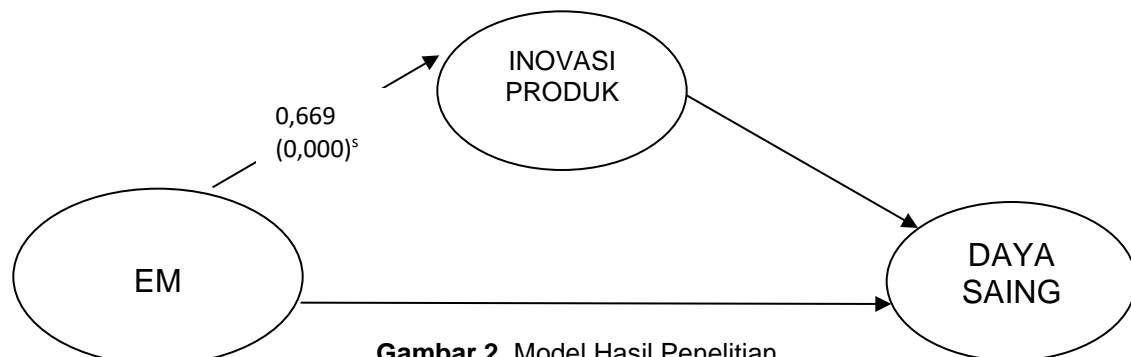 INOVASI
PRODUK
0,669
(0,000)ˢ
EM
DAYA
SAING
Gambar 2. Model Hasil Penelitian